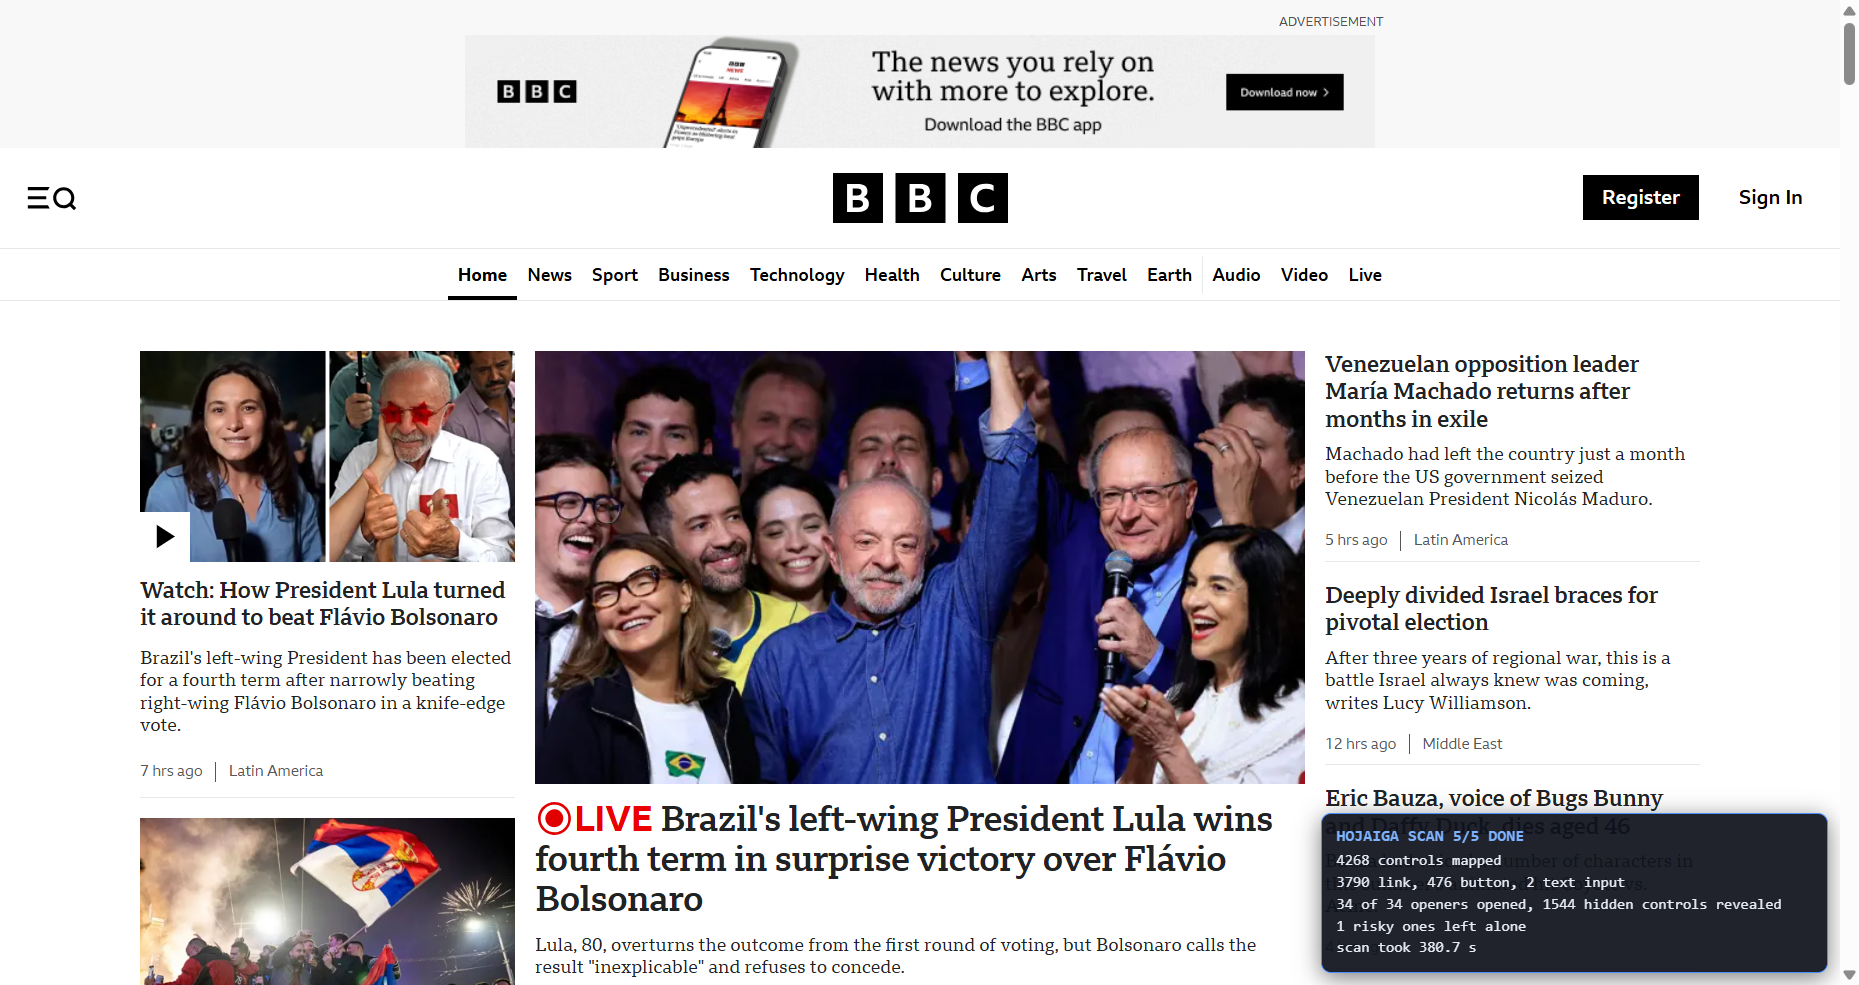 ADVERTISEMENT
BBC
The news you rely on
with more to explore.
Download the BBC app
Download now >
BBC
Register
Sign In
Home News Sport Business Technology Health Culture Arts Travel Earth Audio Video Live
Watch: How President Lula turned
it around to beat Flávio Bolsonaro
Brazil's left-wing President has been elected
for a fourth term after narrowly beating
right-wing Flávio Bolsonaro in a knife-edge
vote.
7 hrs ago | Latin America
LIVE Brazil's left-wing President Lula wins
fourth term in surprise victory over Flávio
Bolsonaro
Lula, 80, overturns the outcome from the first round of voting, but Bolsonaro calls the
result "inexplicable" and refuses to concede.
Venezuelan opposition leader
María Machado returns after
months in exile
Machado had left the country just a month
before the US government seized
Venezuelan President Nicolás Maduro.
5 hrs ago | Latin America
Deeply divided Israel braces for
pivotal election
After three years of regional war, this is a
battle Israel always knew was coming,
writes Lucy Williamson.
12 hrs ago | Middle East
Eric Bauza, voice of Bugs Bunny
and Daffy Duck, dies aged 46
HOJAIGA SCAN 5/5 DONE
4268 controls mapped
3790 link, 476 button, 2 text input
34 of 34 openers opened, 1544 hidden controls revealed
1 risky ones left alone
scan took 380.7 s